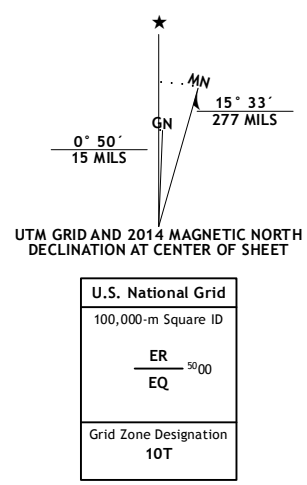 ★
MN
GN
15° 33´
277 MILS
0° 50´
15 MILS
UTM GRID AND 2014 MAGNETIC NORTH
DECLINATION AT CENTER OF SHEET
U.S. National Grid
100,000-m Square ID
ER
EQ
5000
Grid Zone Designation
10T